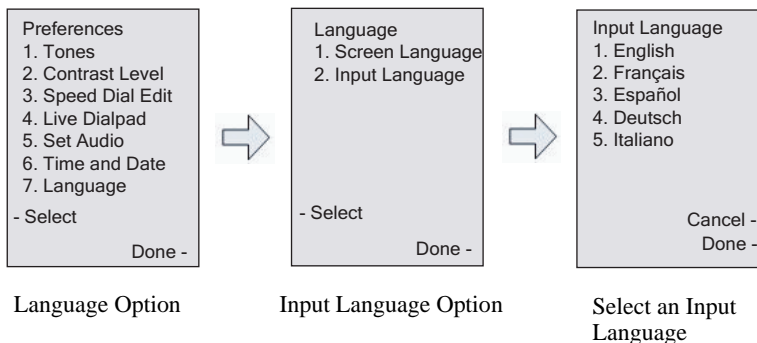 Preferences
1. Tones
2. Contrast Level
3. Speed Dial Edit
4. Live Dialpad
5. Set Audio
6. Time and Date
7. Language
- Select
Done -
Language Option
Language
1. Screen Language
2. Input Language
- Select
Done -
Input Language Option
Input Language
1. English
2. Français
3. Español
4. Deutsch
5. Italiano
Cancel -
Done -
Select an Input
Language